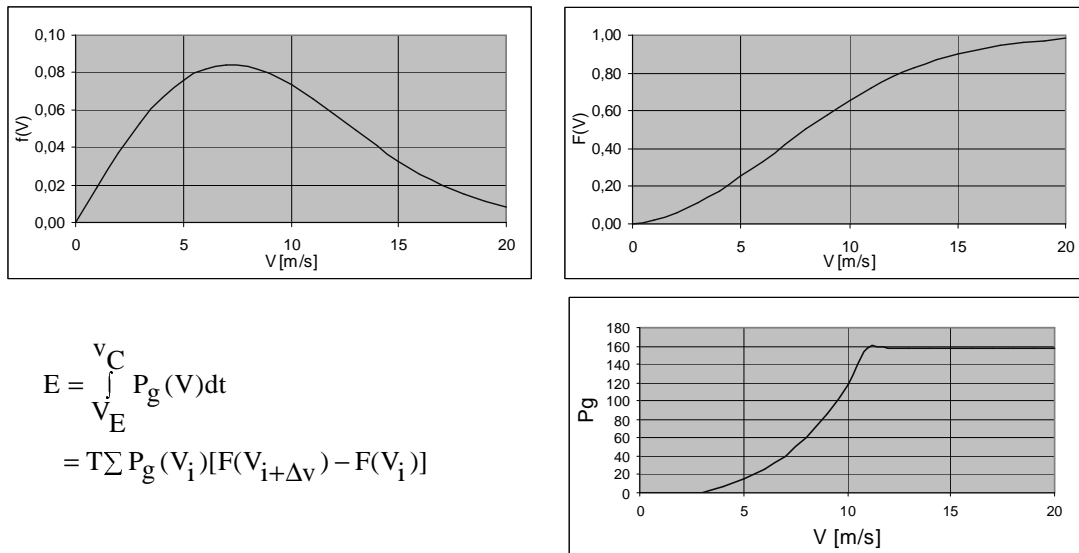 0,10
0,08
0,06
0,04
0,02
0,00
f(V)
0 5 10 15 20
V [m/s]
1,00
0,80
0,60
0,40
0,20
0,00
F(V)
0 5 10 15 20
V [m/s]
E = ∫_{V_E}^{v_C} P_g (V)dt
= T∑ P_g (V_i)[F(V_{i+Δv}) − F(V_i)]
180
160
140
120
100
80
60
40
20
0
Pg
0 5 10 15 20
V [m/s]